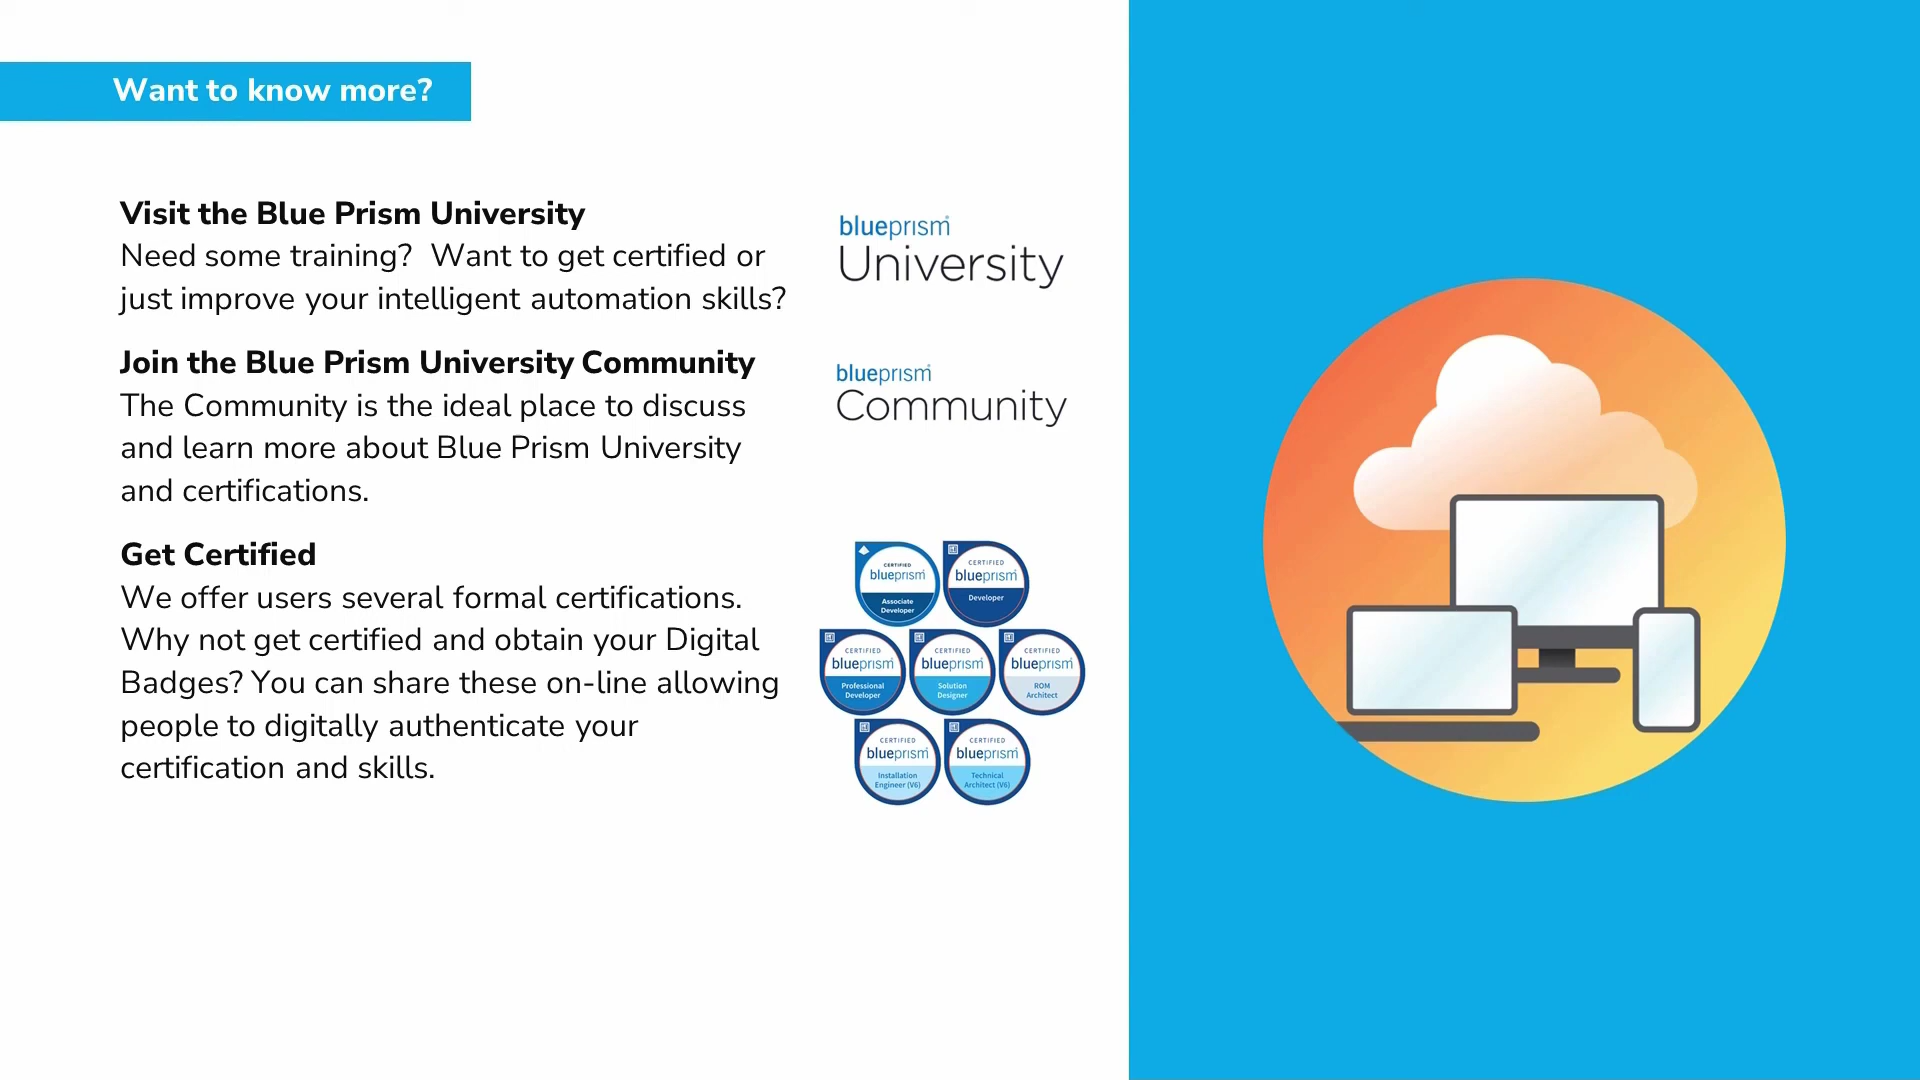 Want to know more?
Visit the Blue Prism University
Need some training?  Want to get certified or
just improve your intelligent automation skills?
Join the Blue Prism University Community
The Community is the ideal place to discuss
and learn more about Blue Prism University
and certifications.
Get Certified
We offer users several formal certifications.
Why not get certified and obtain your Digital
Badges? You can share these on-line allowing
people to digitally authenticate your
certification and skills.
blueprism
University
blueprism
Community
CERTIFIED
blueprism
Associate
Developer
CERTIFIED
blueprism
Developer
CERTIFIED
blueprism
Professional
Developer
CERTIFIED
blueprism
Solution
Designer
CERTIFIED
blueprism
ROM
Architect
CERTIFIED
blueprism
Installation
Engineer (V6)
CERTIFIED
blueprism
Technical
Architect (V6)